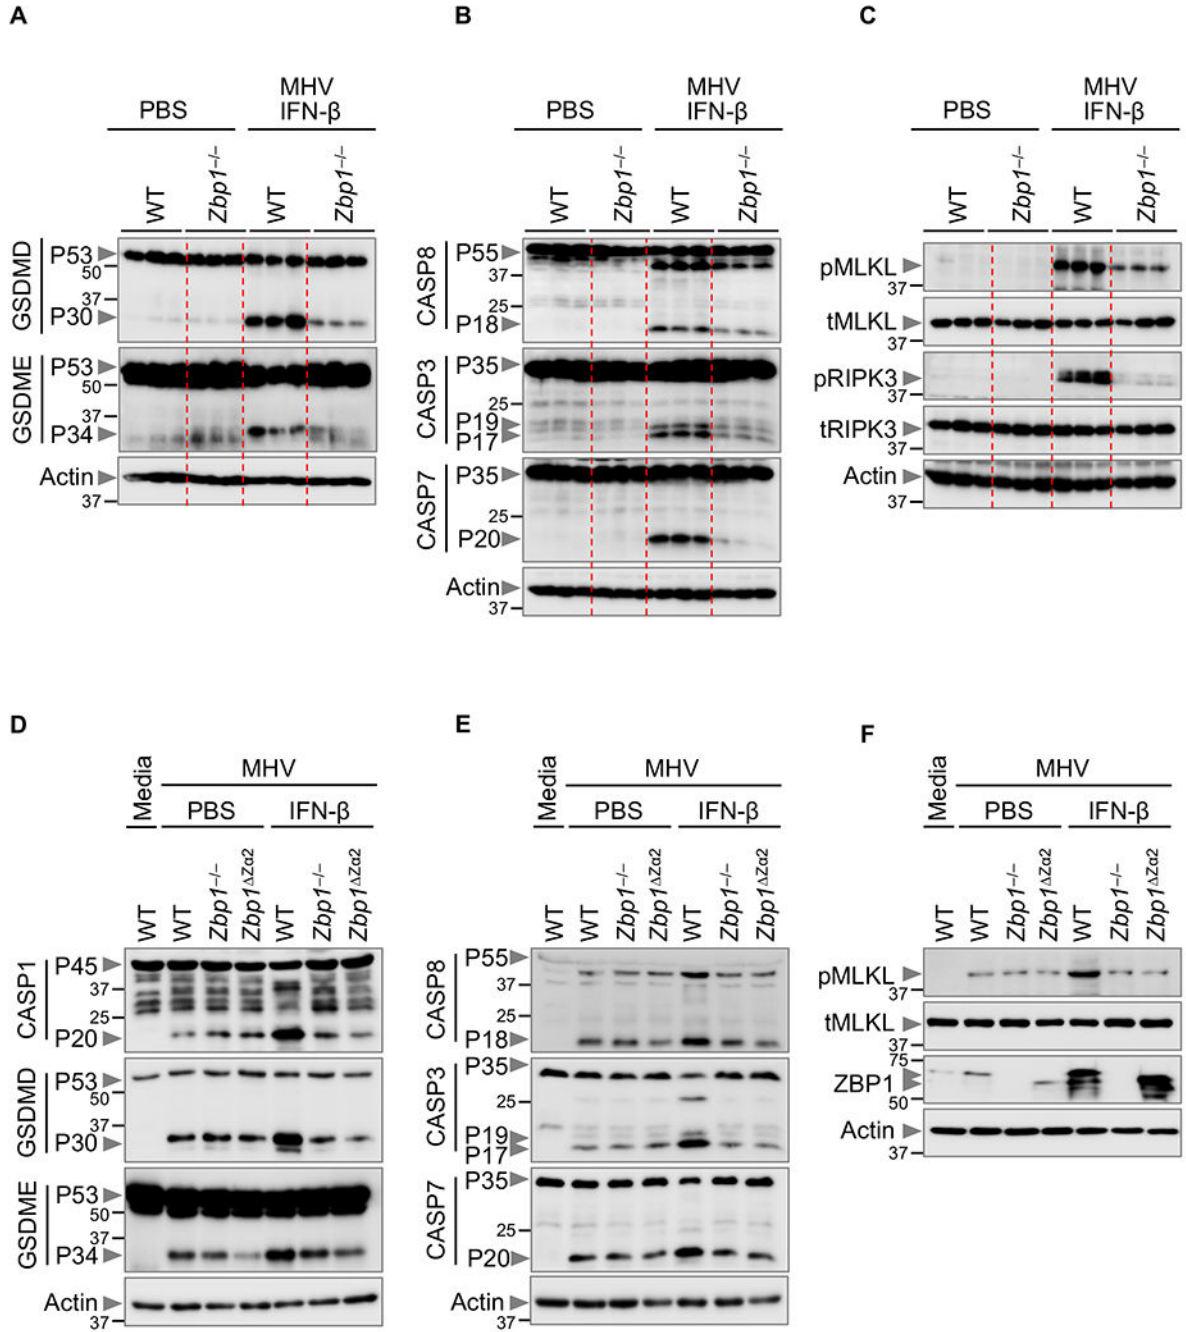 A
PBS
MHV
IFN-β
WT
Zbp1–/–
WT
Zbp1–/–
GSDMD
P53
50
37
P30
GSDME
P53
50
37
P34
Actin
37
B
PBS
MHV
IFN-β
WT
Zbp1–/–
WT
Zbp1–/–
CASP8
P55
37
25
P18
CASP3
P35
25
P19
P17
CASP7
P35
25
P20
Actin
37
C
PBS
MHV
IFN-β
WT
Zbp1–/–
WT
Zbp1–/–
pMLKL
37
tMLKL
37
pRIPK3
37
tRIPK3
37
Actin
37
D
Media
MHV
PBS
IFN-β
WT
WT
Zbp1–/–
Zbp1ΔZα2
WT
Zbp1–/–
Zbp1ΔZα2
CASP1
P45
37
25
P20
GSDMD
P53
50
37
P30
GSDME
P53
50
37
P34
Actin
37
E
Media
MHV
PBS
IFN-β
WT
WT
Zbp1–/–
Zbp1ΔZα2
WT
Zbp1–/–
Zbp1ΔZα2
CASP8
P55
37
25
P18
CASP3
P35
25
P19
P17
CASP7
P35
25
P20
Actin
37
F
Media
MHV
PBS
IFN-β
WT
WT
Zbp1–/–
Zbp1ΔZα2
WT
Zbp1–/–
Zbp1ΔZα2
pMLKL
37
tMLKL
37
75
ZBP1
50
Actin
37